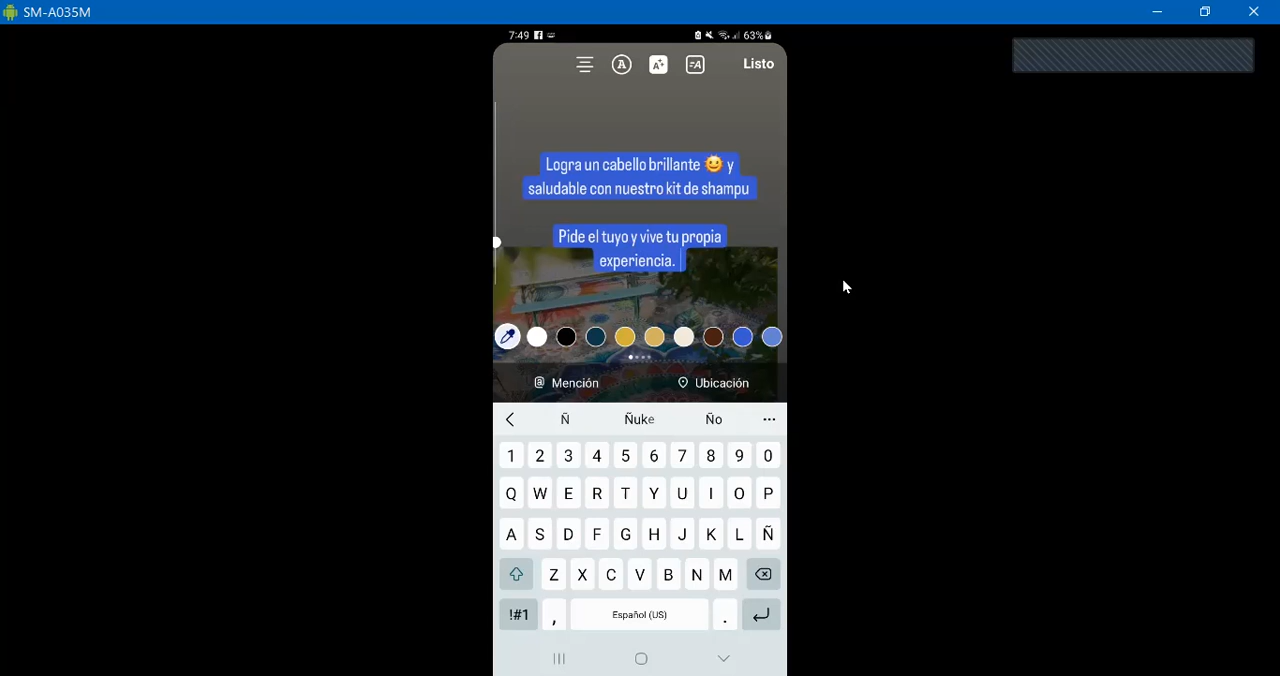 SM-A035M
7:49 63%
A A+ =A Listo
Logra un cabello brillante 😀 y
saludable con nuestro kit de shampu
Pide el tuyo y vive tu propia
experiencia.
@ Mención Ubicación
Ñ Ñuke Ño ...
1 2 3 4 5 6 7 8 9 0
Q W E R T Y U I O P
A S D F G H J K L Ñ
Z X C V B N M
!#1 , Español (US) .